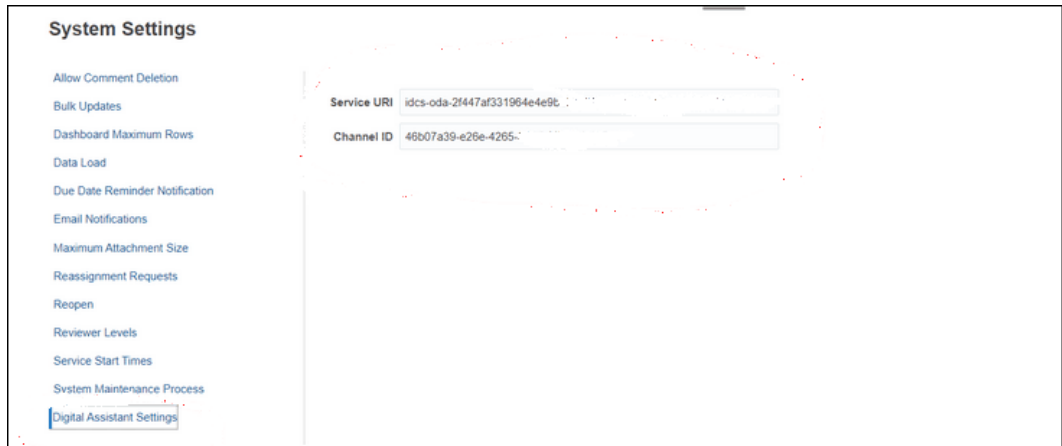 System Settings
Allow Comment Deletion
Bulk Updates
Dashboard Maximum Rows
Data Load
Due Date Reminder Notification
Email Notifications
Maximum Attachment Size
Reassignment Requests
Reopen
Reviewer Levels
Service Start Times
System Maintenance Process
Digital Assistant Settings
Service URI idcs-oda-2f447af331964e4e9b
Channel ID 46b07a39-e26e-4265-